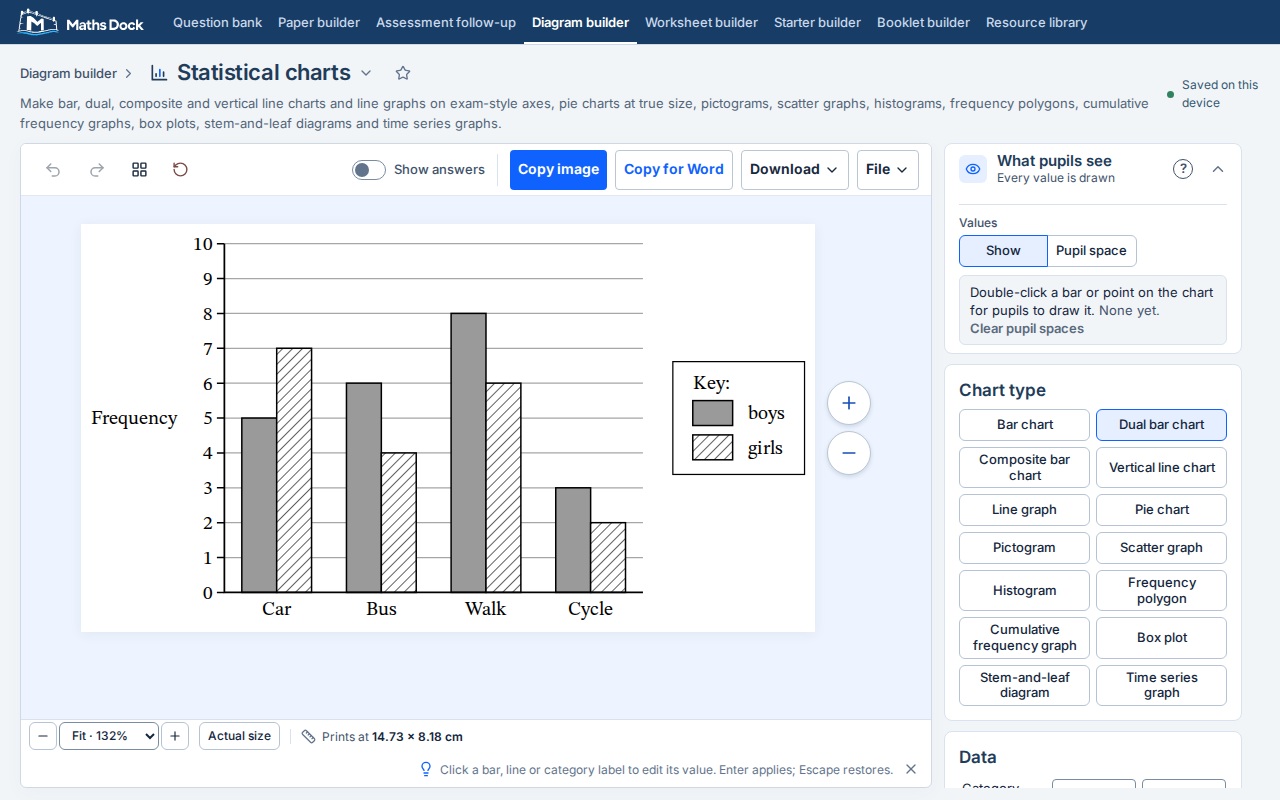 Maths Dock
Question bank
Paper builder
Assessment follow-up
Diagram builder
Worksheet builder
Starter builder
Booklet builder
Resource library
Diagram builder
Statistical charts
Make bar, dual, composite and vertical line charts and line graphs on exam-style axes, pie charts at true size, pictograms, scatter graphs, histograms, frequency polygons, cumulative
frequency graphs, box plots, stem-and-leaf diagrams and time series graphs.
Saved on this
device
Show answers
Copy image
Copy for Word
Download
File
10
9
8
7
6
5
4
3
2
1
0
Frequency
Car
Bus
Walk
Cycle
Key:
boys
girls
+
−
−
Fit · 132%
+
Actual size
Prints at 14.73 × 8.18 cm
Click a bar, line or category label to edit its value. Enter applies; Escape restores.
What pupils see
Every value is drawn
?
Values
Show
Pupil space
Double-click a bar or point on the chart
for pupils to draw it. None yet.
Clear pupil spaces
Chart type
Bar chart
Dual bar chart
Composite bar
chart
Vertical line chart
Line graph
Pie chart
Pictogram
Scatter graph
Histogram
Frequency
polygon
Cumulative
frequency graph
Box plot
Stem-and-leaf
diagram
Time series
graph
Data